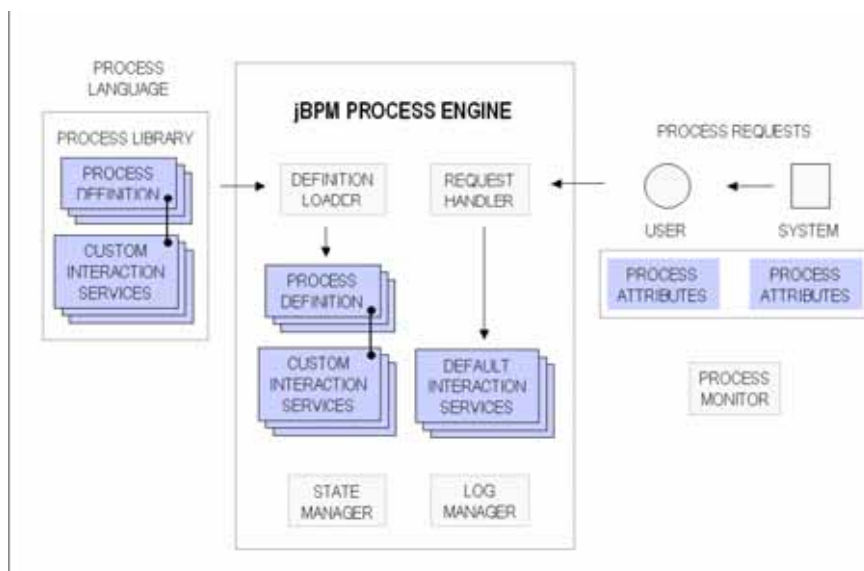 PROCESS
LANGUAGE
PROCESS LIBRARY
PROCESS
DEFINITION
CUSTOM
INTERACTION
SERVICES
jBPM PROCESS ENGINE
DEFINITION
LOADER
REQUEST
HANDLER
PROCESS
DEFINITION
CUSTOM
INTERACTION
SERVICES
DEFAULT
INTERACTION
SERVICES
STATE
MANAGER
LOG
MANAGER
PROCESS REQUESTS
USER
SYSTEM
PROCESS
ATTRIBUTES
PROCESS
ATTRIBUTES
PROCESS
MONITOR